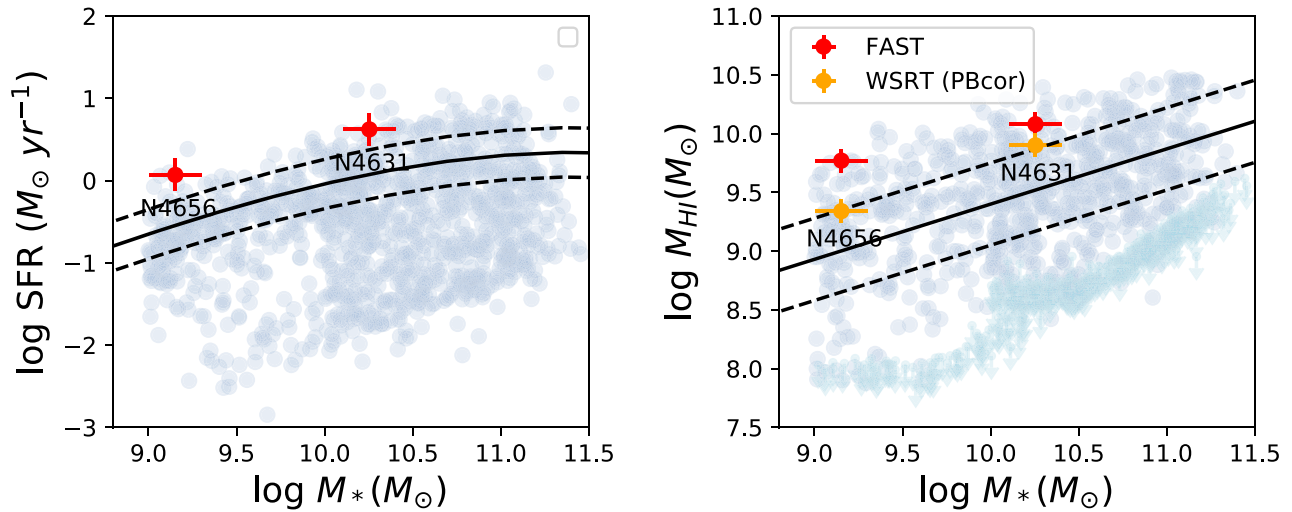 2
1
0
−1
−2
−3
log SFR (M⊙ yr⁻¹)
N4656
N4631
9.0 9.5 10.0 10.5 11.0 11.5
log M*(M⊙)
11.0
10.5
10.0
9.5
9.0
8.5
8.0
7.5
log MHI(M⊙)
FAST
WSRT (PBcor)
N4631
N4656
9.0 9.5 10.0 10.5 11.0 11.5
log M*(M⊙)